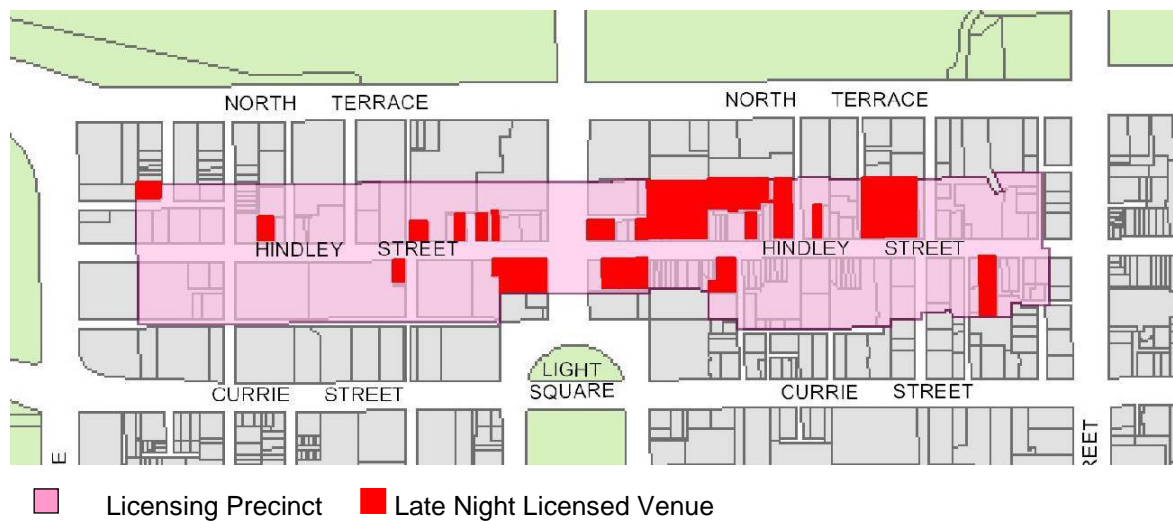 NORTH TERRACE
NORTH TERRACE
HINDLEY STREET
HINDLEY STREET
LIGHT
SQUARE
CURRIE STREET
CURRIE STREET
E
REET
Licensing Precinct
Late Night Licensed Venue